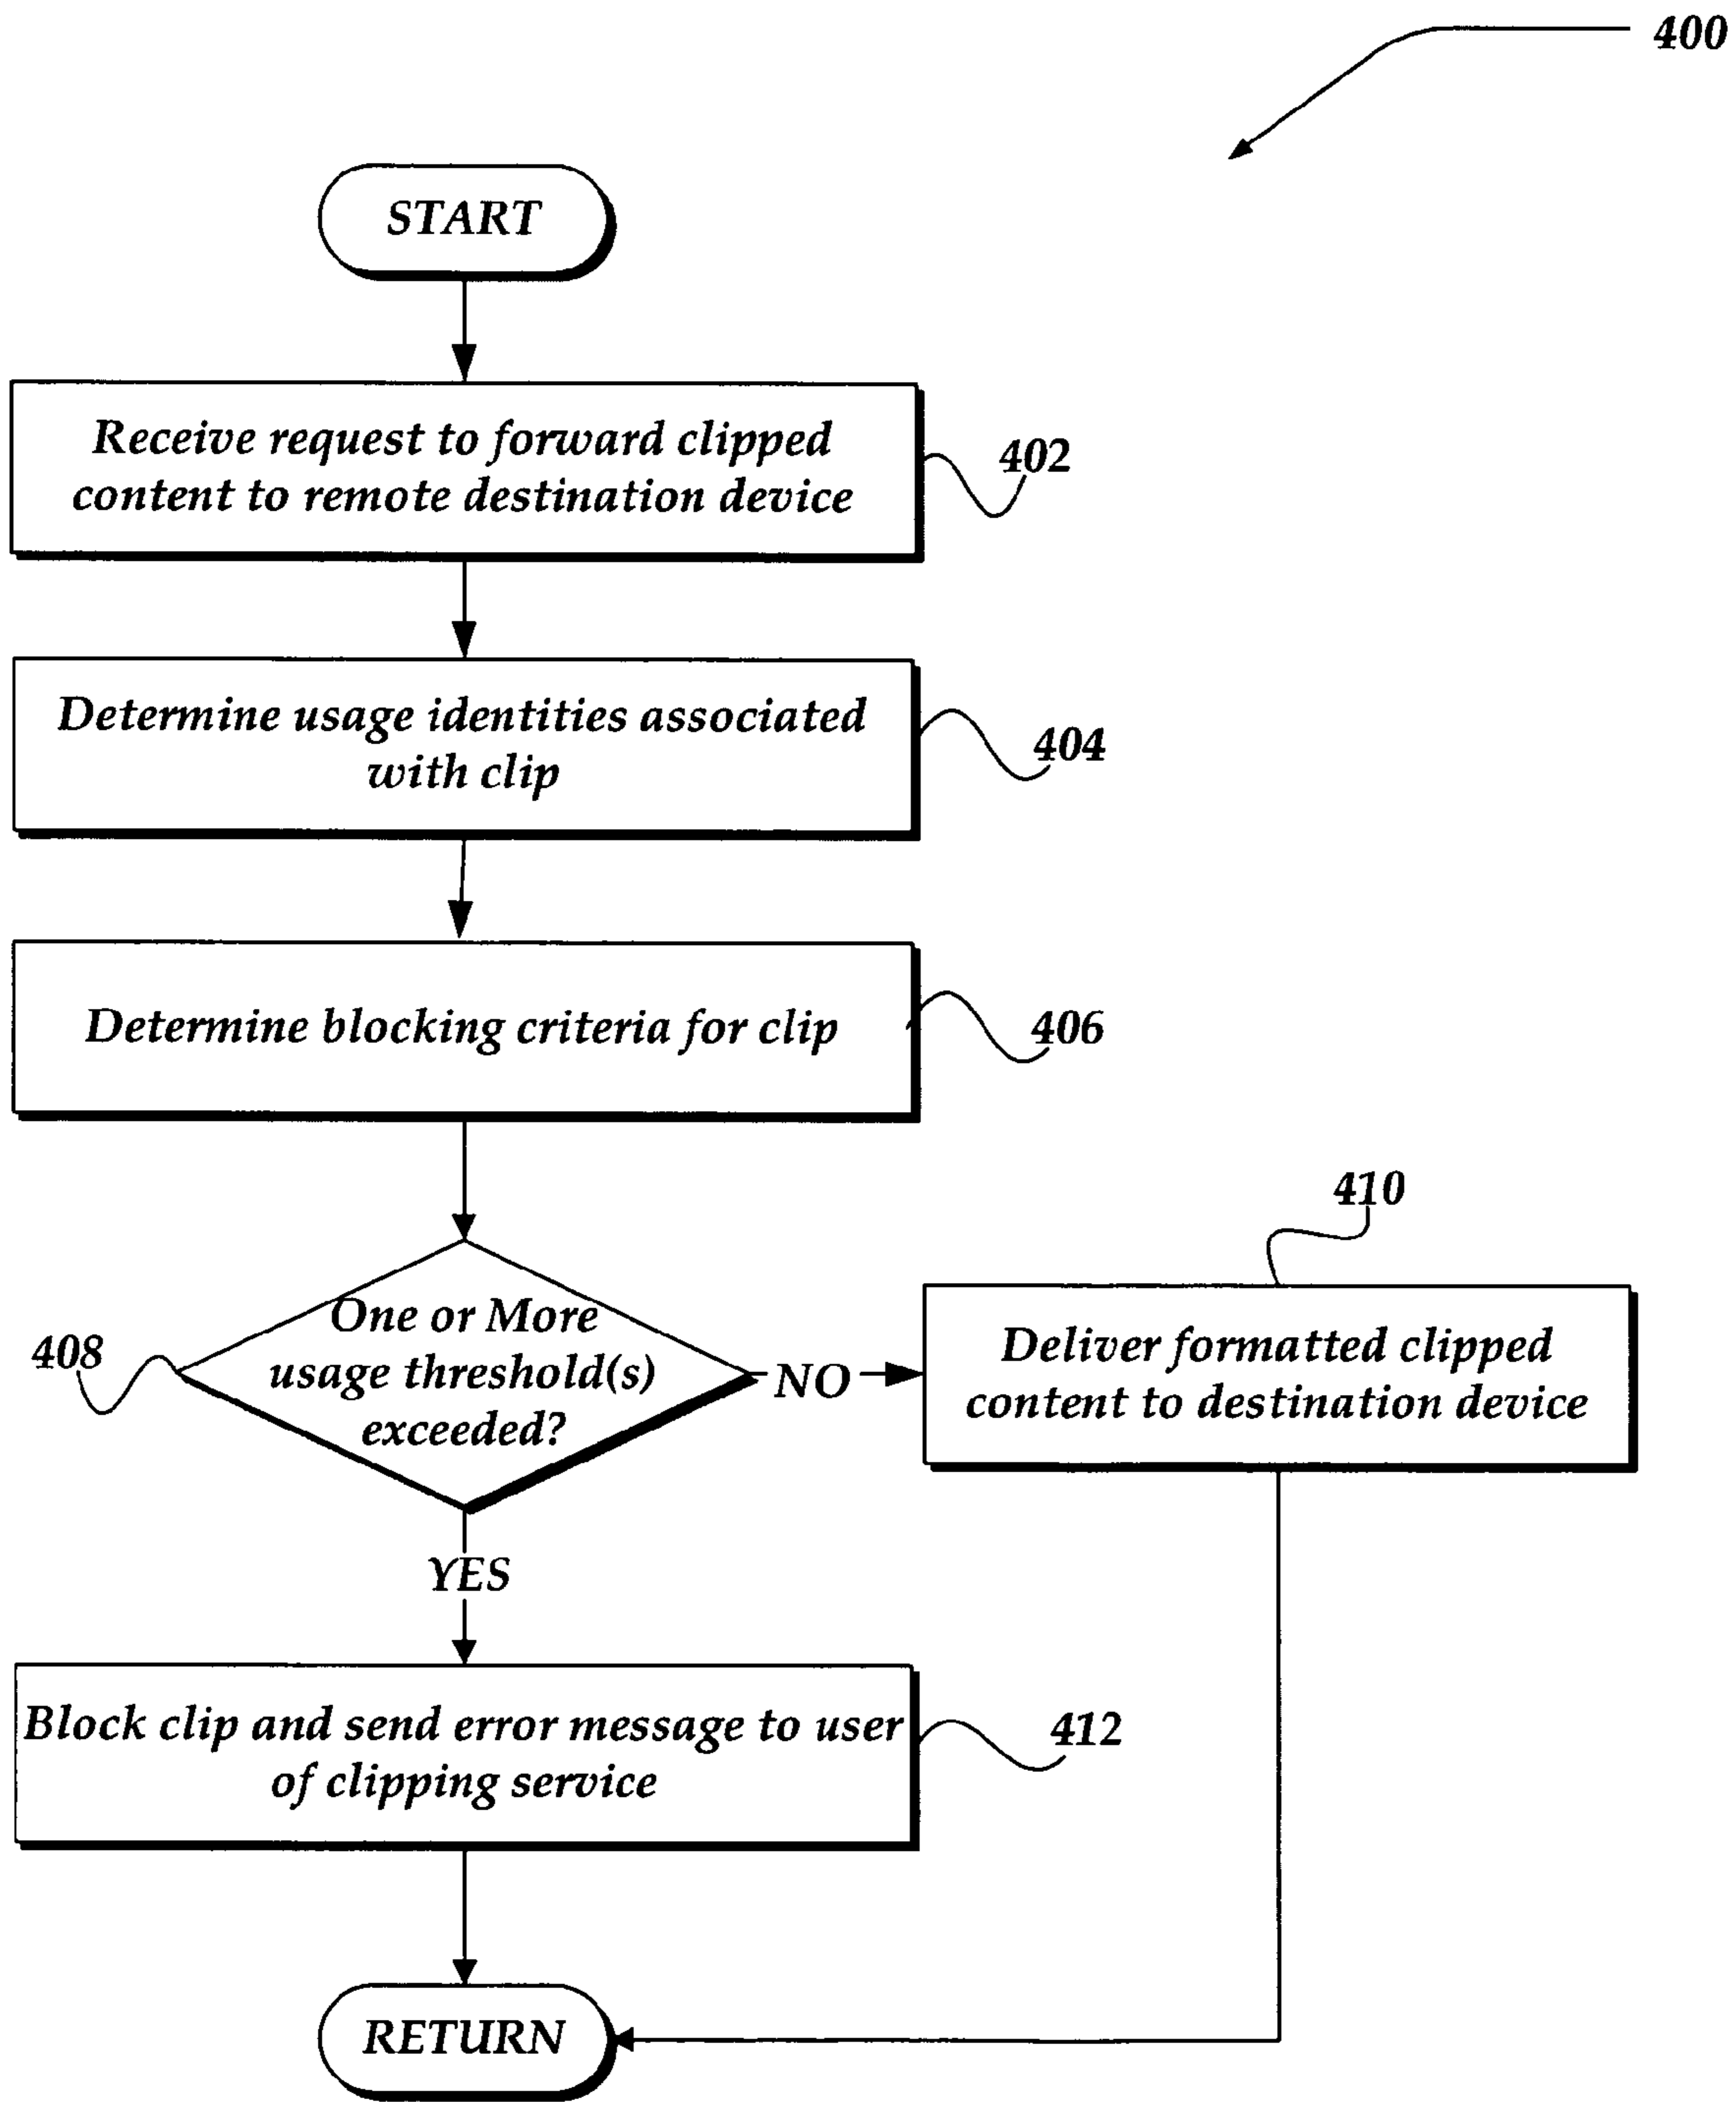 400
START
Receive request to forward clipped
content to remote destination device
402
Determine usage identities associated
with clip
404
Determine blocking criteria for clip
406
410
One or More
usage threshold(s)
exceeded?
408
NO
Deliver formatted clipped
content to destination device
YES
Block clip and send error message to user
of clipping service
412
RETURN